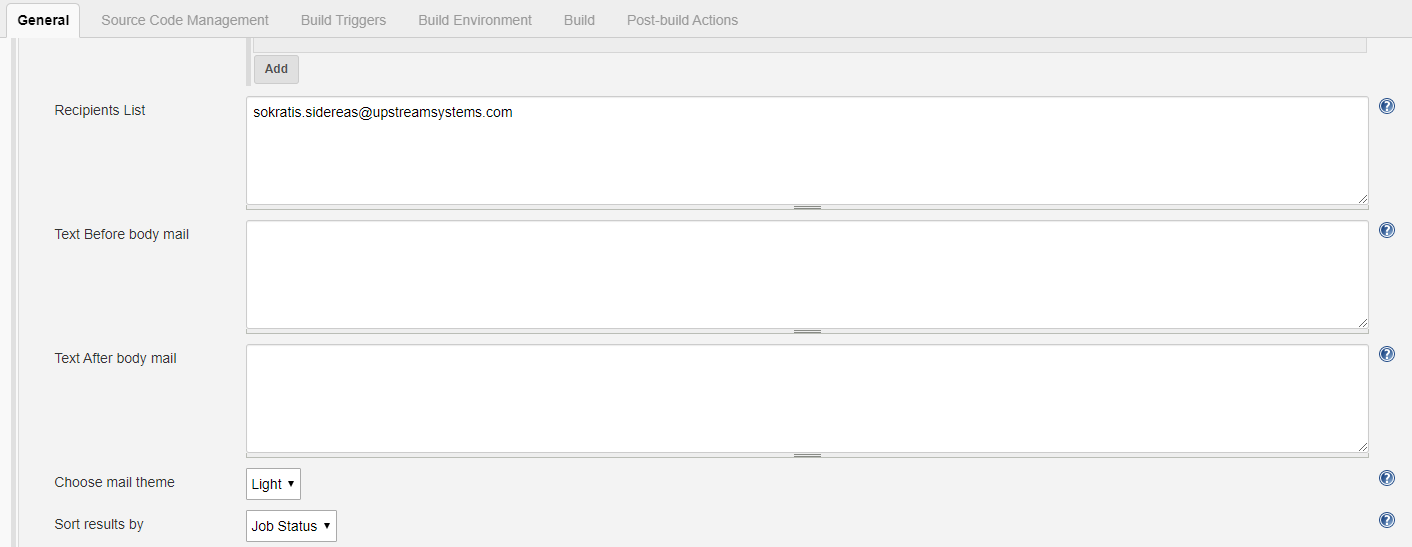 General Source Code Management Build Triggers Build Environment Build Post-build Actions
Add
Recipients List
sokratis.sidereas@upstreamsystems.com
?
Text Before body mail
?
Text After body mail
?
Choose mail theme
Light
?
Sort results by
Job Status
?